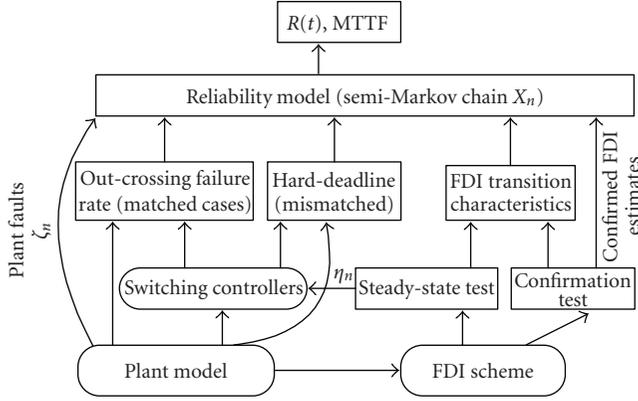 R(t), MTTF
Reliability model (semi-Markov chain Xn)
Plant faults
ζn
Out-crossing failure
rate (matched cases)
Hard-deadline
(mismatched)
FDI transition
characteristics
Confirmed FDI
estimates
Switching controllers
ηn
Steady-state test
Confirmation
test
Plant model
FDI scheme